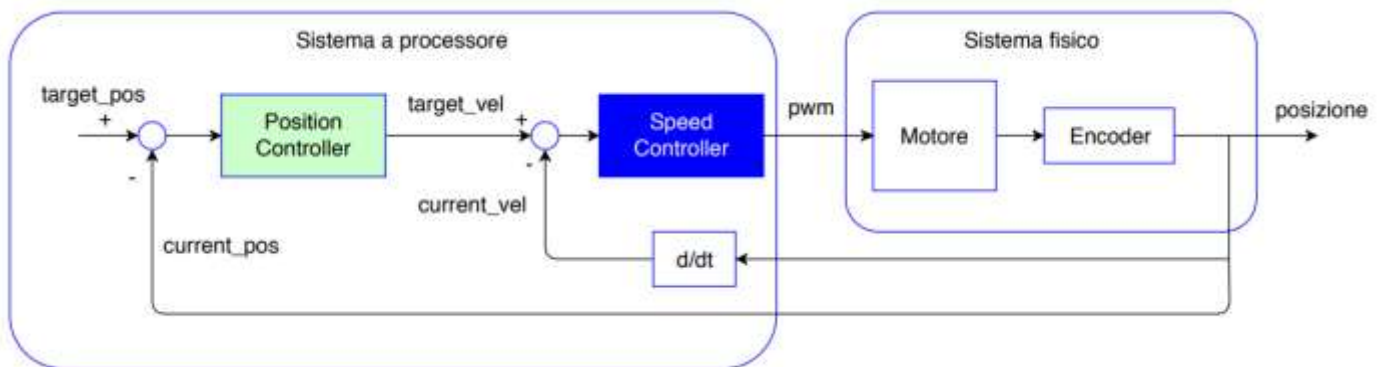 Sistema a processore
Sistema fisico
target_pos
+
-
Position
Controller
target_vel
+
-
Speed
Controller
pwm
Motore
Encoder
posizione
current_vel
current_pos
d/dt